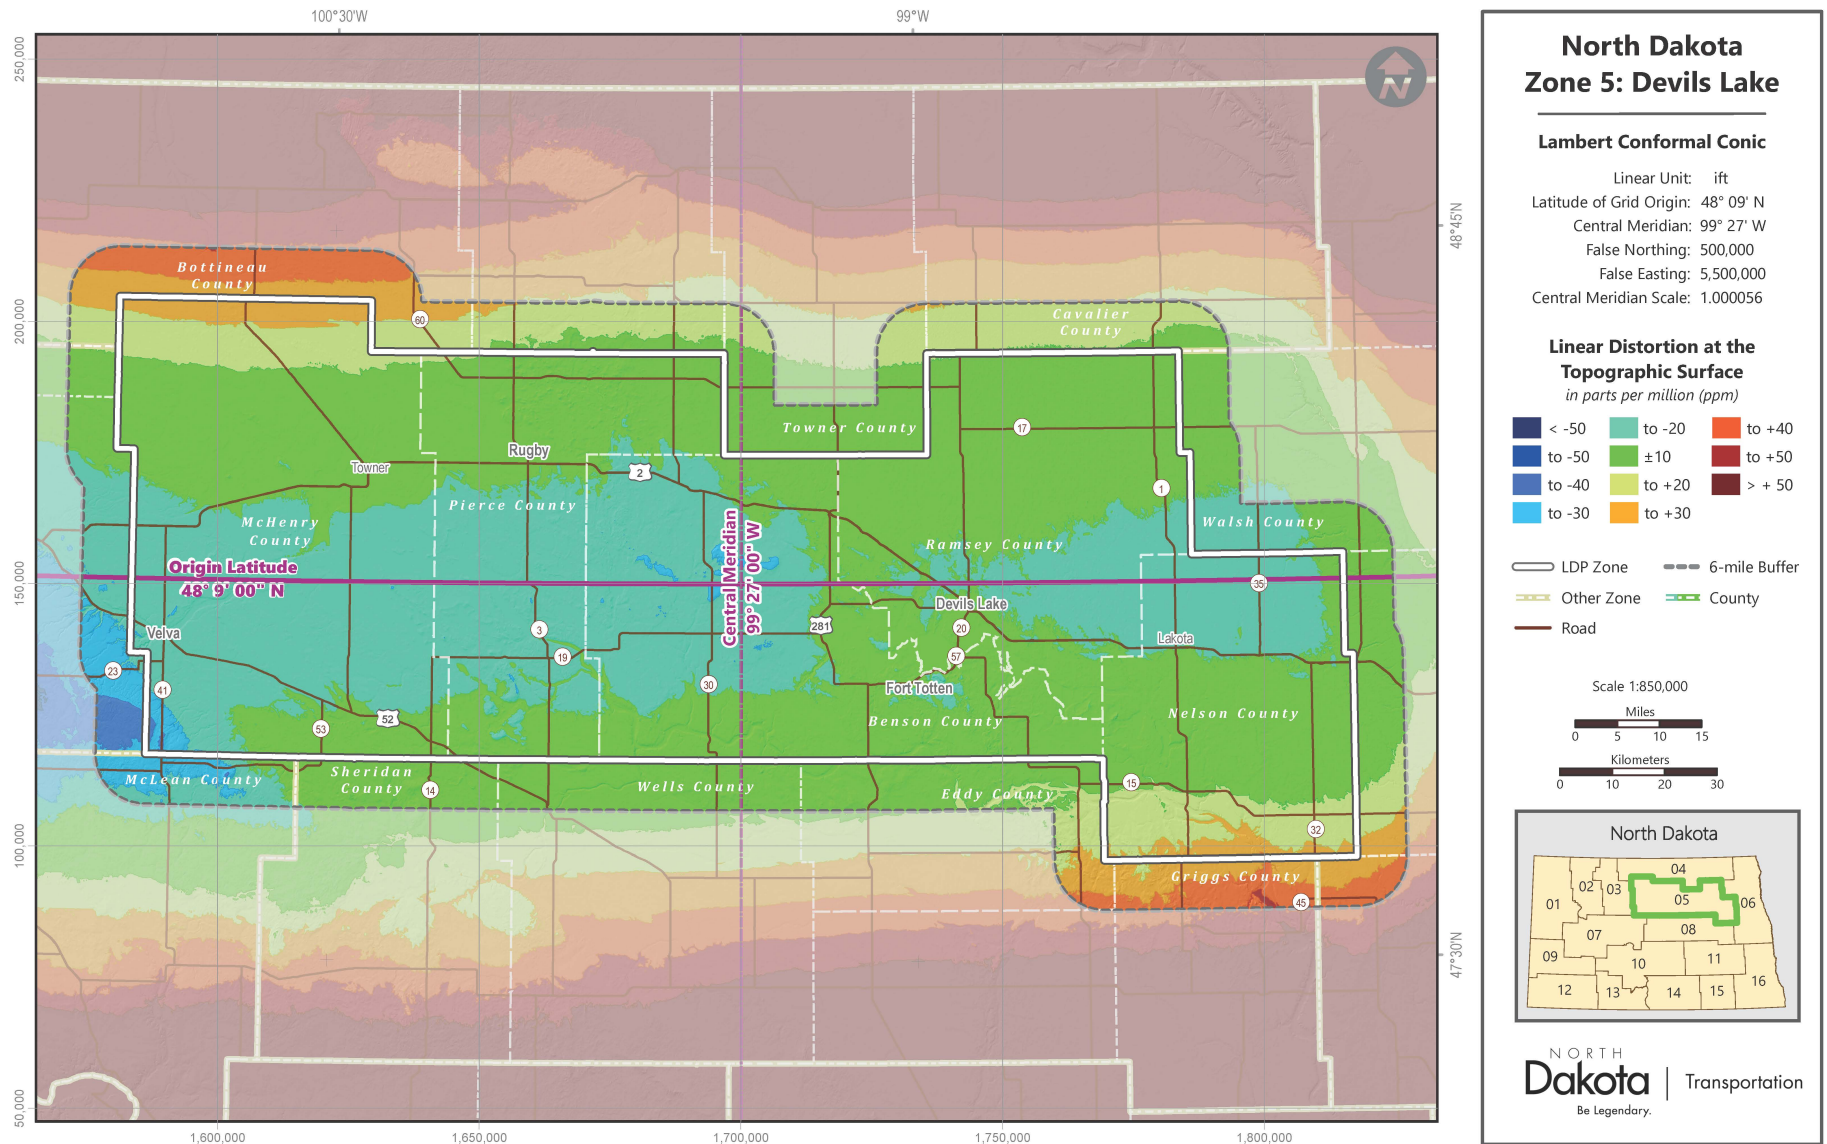 100°30'W
99°W
250,000
200,000
150,000
100,000
50,000
48°45'N
47°30'N
1,600,000
1,650,000
1,700,000
1,750,000
1,800,000
N
Bottineau
County
60
Cavalier
County
Towner County
17
Rugby
Towner
2
1
Pierce County
McHenry
County
Walsh County
Ramsey County
Origin Latitude
48° 9' 00" N
Central Meridian
99° 27' 00" W
35
Devils Lake
Velva
3
281
20
Lakota
19
57
23
41
30
Fort Totten
52
53
Benson County
Nelson County
McLean County
Sheridan
County
14
Wells County
Eddy County
15
32
Griggs County
45
North Dakota
Zone 5: Devils Lake
Lambert Conformal Conic
Linear Unit: ift
Latitude of Grid Origin: 48° 09' N
Central Meridian: 99° 27' W
False Northing: 500,000
False Easting: 5,500,000
Central Meridian Scale: 1.000056
Linear Distortion at the
Topographic Surface
in parts per million (ppm)
< -50 to -20 to +40
to -50 ±10 to +50
to -40 to +20 > + 50
to -30 to +30
LDP Zone 6-mile Buffer
Other Zone County
Road
Scale 1:850,000
Miles
0 5 10 15
Kilometers
0 10 20 30
North Dakota
04
02 03
01 05 06
07 08
09 10 11
12 13 14 15 16
NORTH
Dakota
Be Legendary.
Transportation